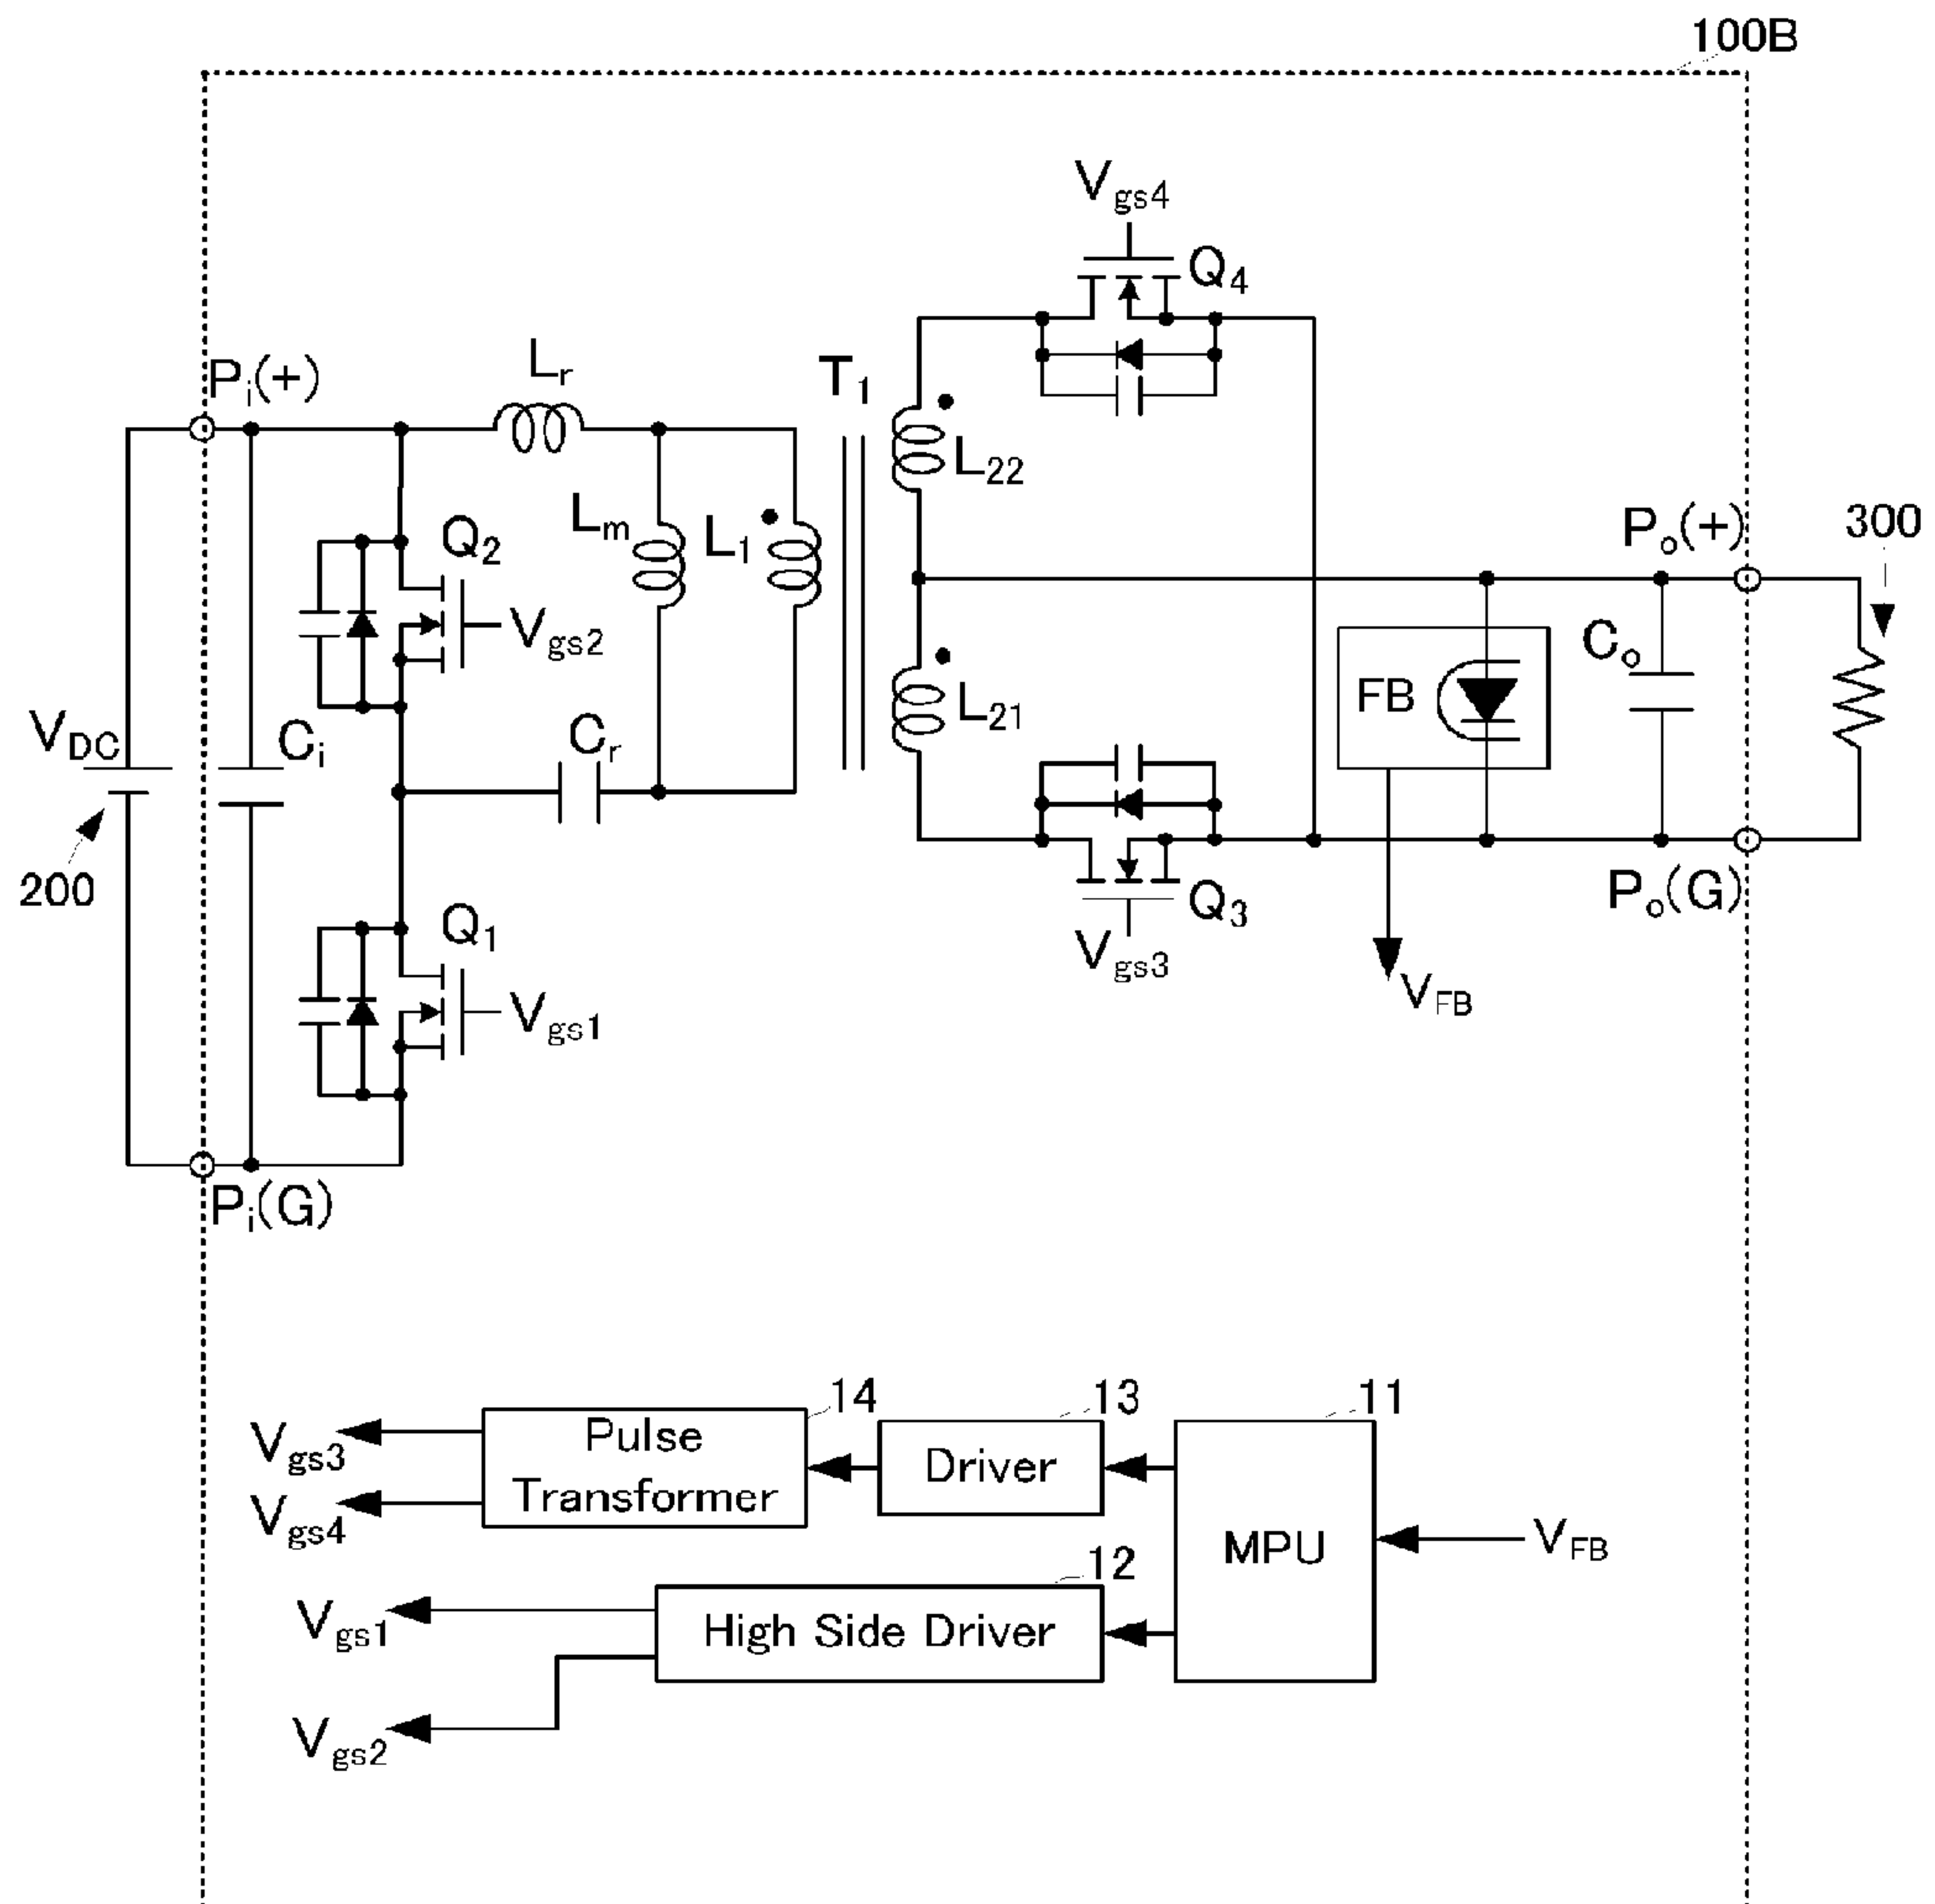 100B
Vgs4
Q4
Pi(+)
Lr
T1
L22
Lm
L1
Q2
Vgs2
Po(+)
300
VDC
Ci
Cr
L21
FB
Co
200
Q1
Vgs1
Q3
Vgs3
Po(G)
VFB
Pi(G)
14
13
11
Vgs3
Pulse
Transformer
Driver
Vgs4
MPU
VFB
12
Vgs1
High Side Driver
Vgs2